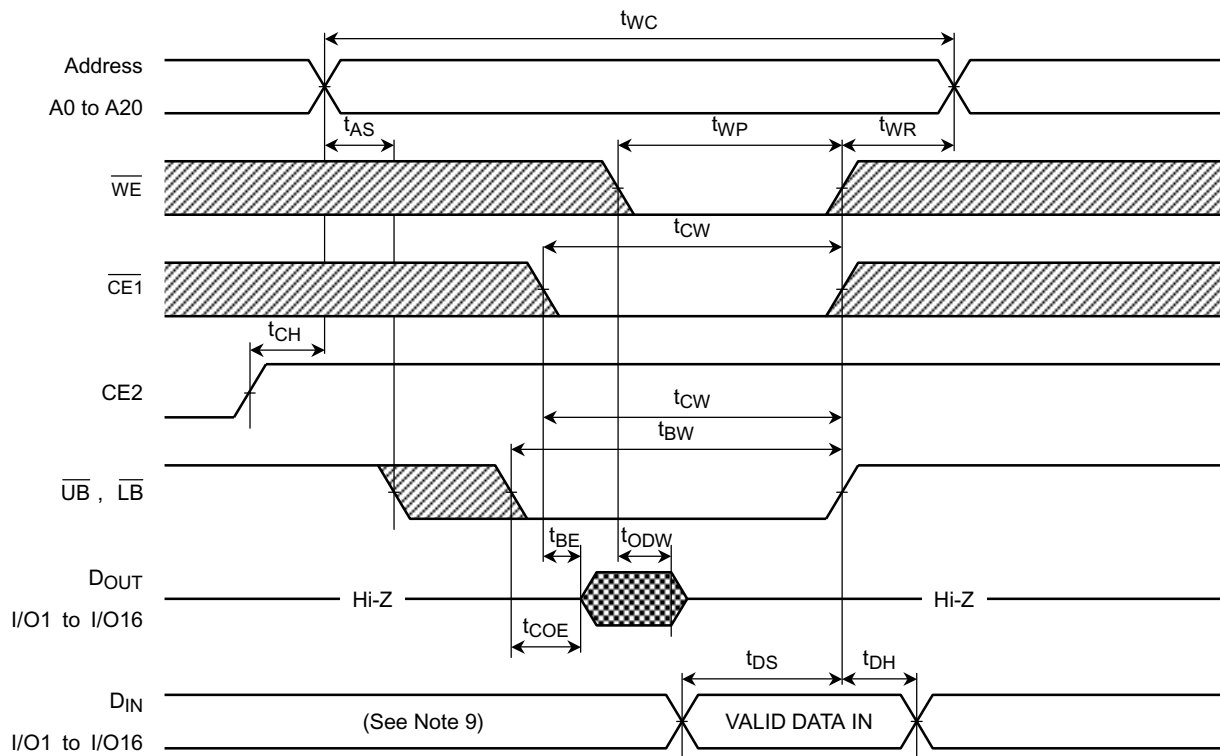 tWC
Address
A0 to A20
tAS
tWP
tWR
WE
tCW
CE1
tCH
CE2
tCW
tBW
UB , LB
tBE
tODW
DOUT
Hi-Z
Hi-Z
I/O1 to I/O16
tCOE
tDS
tDH
DIN
(See Note 9)
VALID DATA IN
I/O1 to I/O16